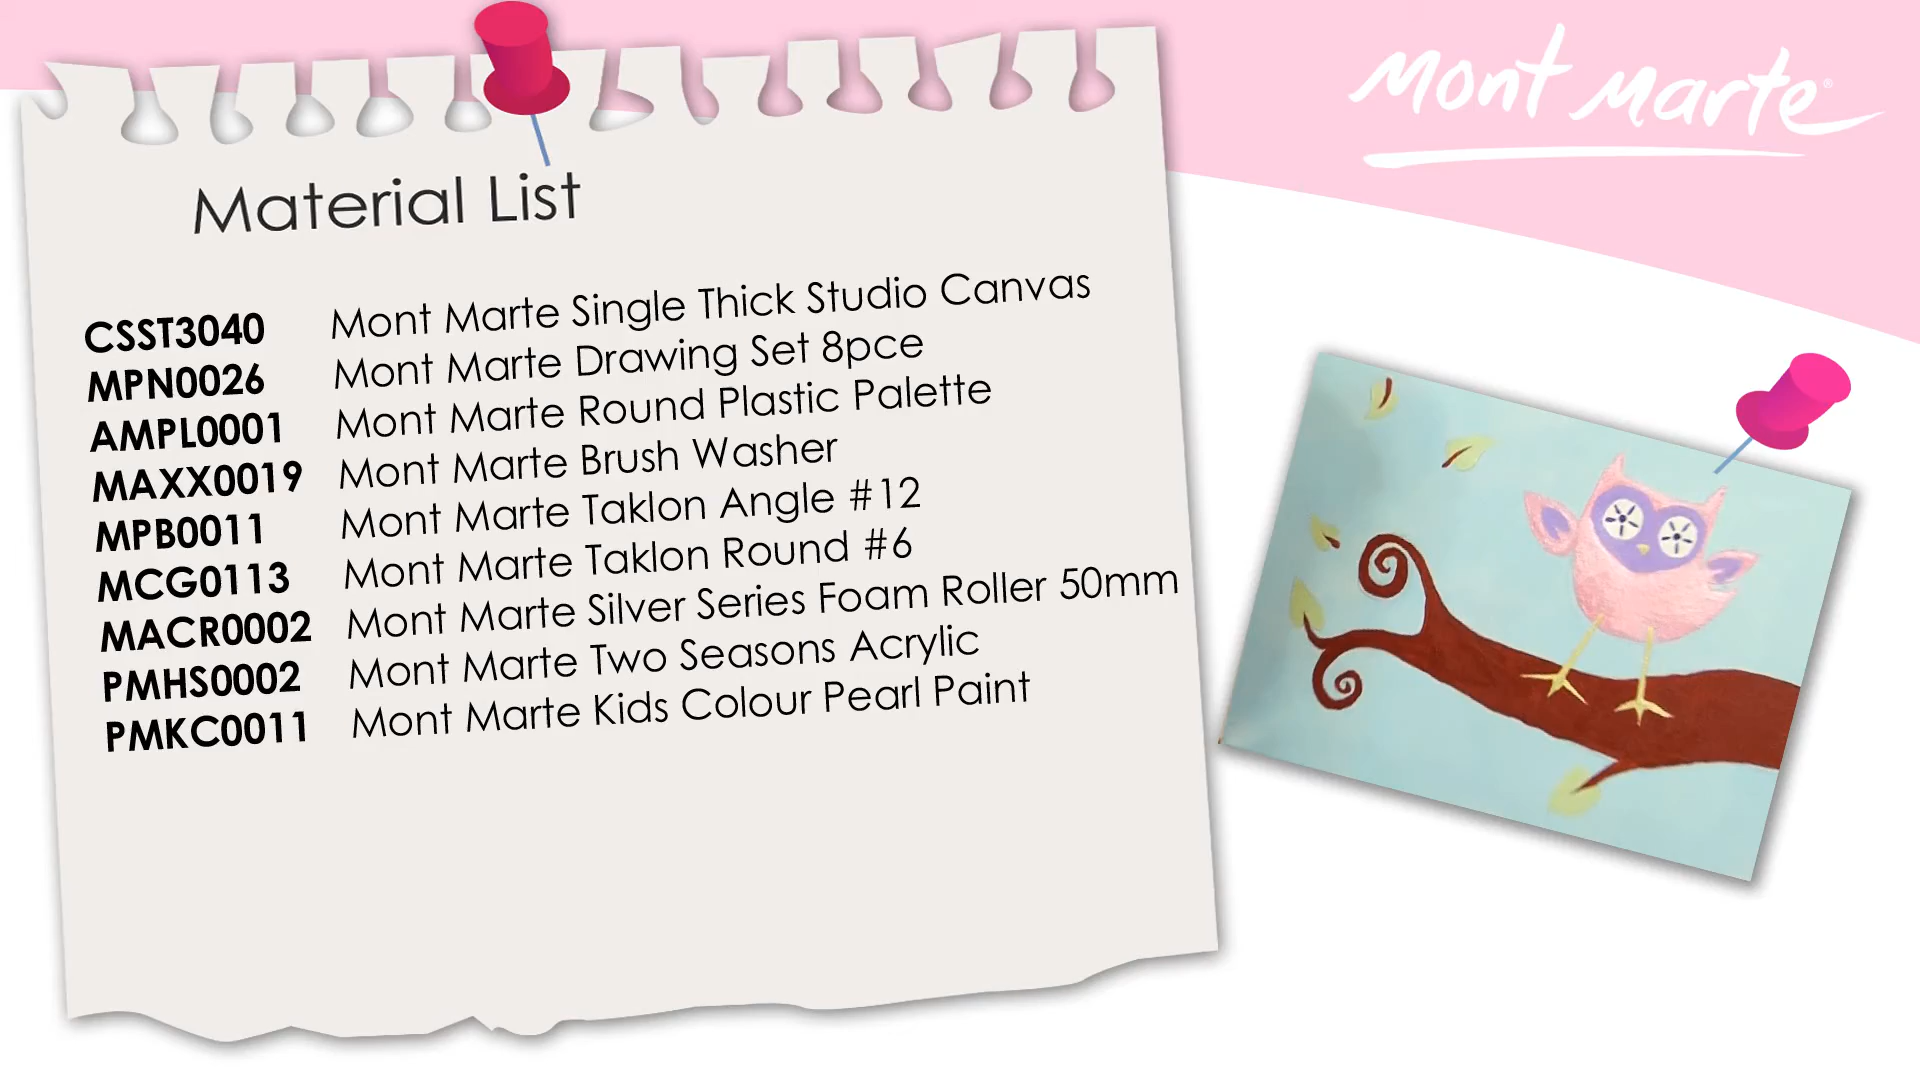 Mont Marte®
Material List
CSST3040 Mont Marte Single Thick Studio Canvas
MPN0026 Mont Marte Drawing Set 8pce
AMPL0001 Mont Marte Round Plastic Palette
MAXX0019 Mont Marte Brush Washer
MPB0011 Mont Marte Taklon Angle #12
MCG0113 Mont Marte Taklon Round #6
MACR0002 Mont Marte Silver Series Foam Roller 50mm
PMHS0002 Mont Marte Two Seasons Acrylic
PMKC0011 Mont Marte Kids Colour Pearl Paint